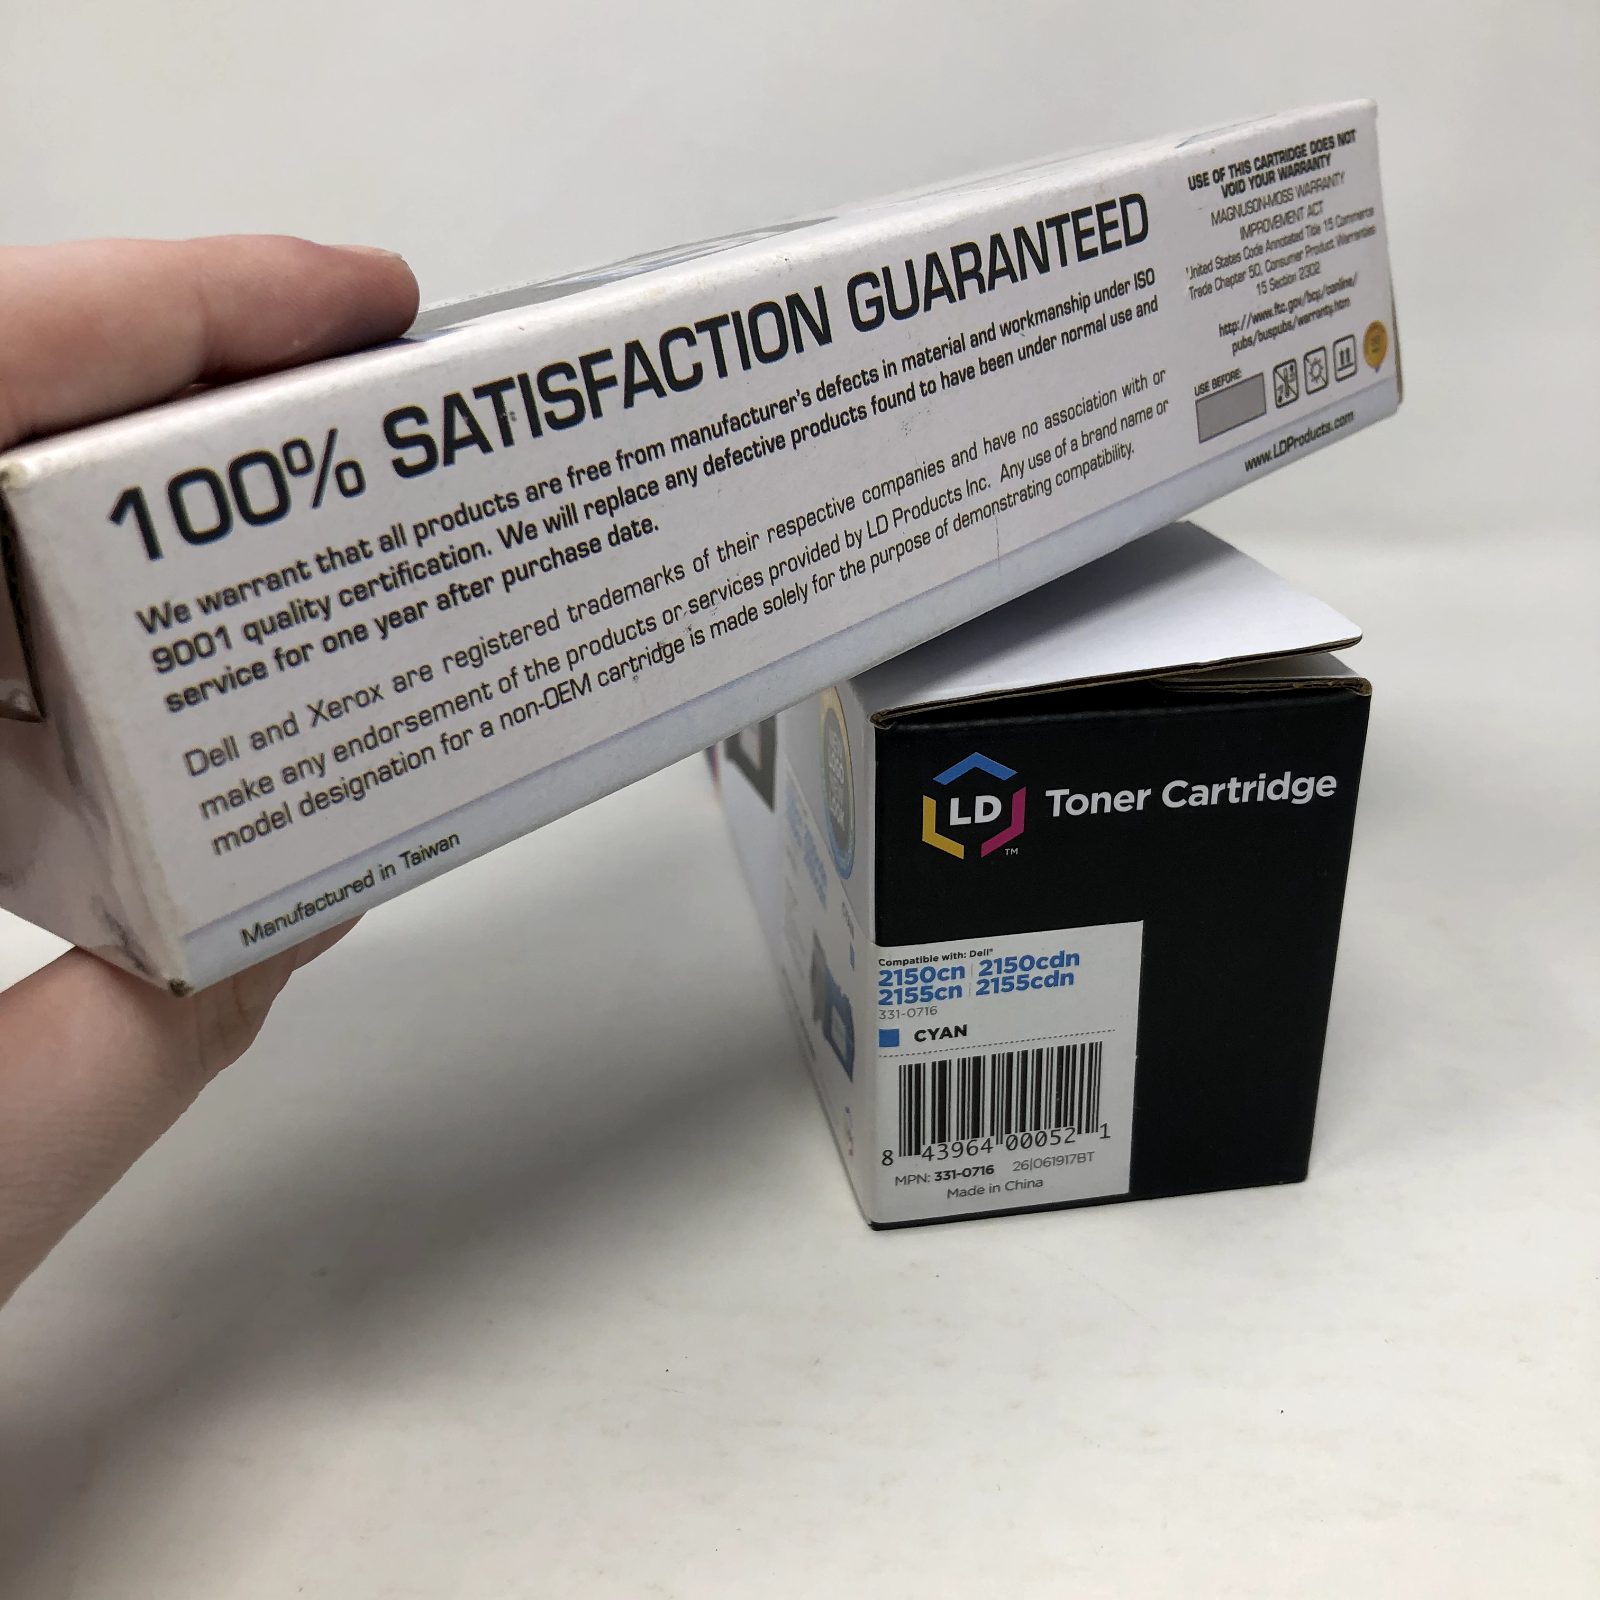 100% SATISFACTION GUARANTEED
We warrant that all products are free from manufacturer's defects in material and workmanship under ISO
9001 quality certification. We will replace any defective products found to have been under normal use and
service for one year after purchase date.
Dell and Xerox are registered trademarks of their respective companies and have no association with or
make any endorsement of the products or services provided by LD Products Inc. Any use of a brand name or
model designation for a non-OEM cartridge is made solely for the purpose of demonstrating compatibility.
Manufactured in Taiwan
USE OF THIS CARTRIDGE DOES NOT
VOID YOUR WARRANTY
MAGNUSON-MOSS WARRANTY
IMPROVEMENT ACT
United States Code Annotated Title 15 Commerce
Trade Chapter 50, Consumer Product Warranties
15 Section 2302
http://www.ftc.gov/bcp/conline/
pubs/buspubs/warranty.htm
USE BEFORE:
www.LDProducts.com
LD TM
Toner Cartridge
Compatible with: Dell®
2150cn | 2150cdn
2155cn | 2155cdn
331-0716
CYAN
8 43964 00052 1
MPN: 331-0716 26|061917BT
Made in China